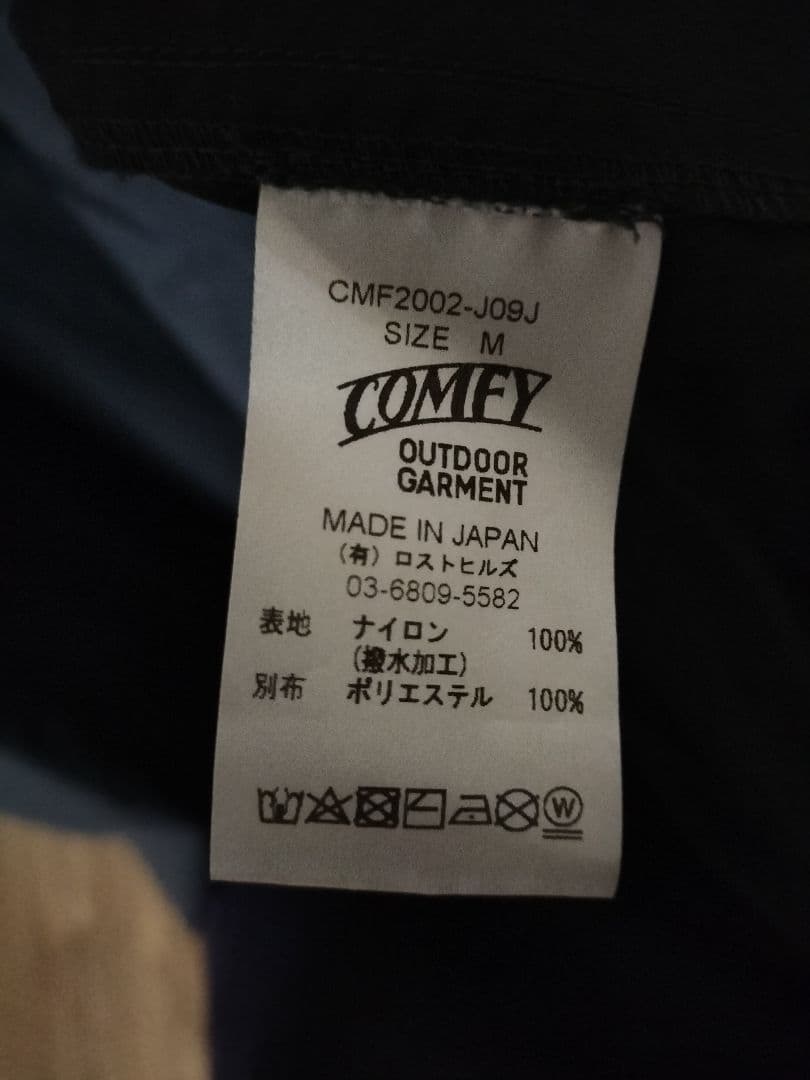 CMF2002-J09J
SIZE M
COMFY
OUTDOOR
GARMENT
MADE IN JAPAN
(有) ロストヒルズ
03-6809-5582
表地 ナイロン 100%
(撥水加工)
別布 ポリエステル 100%
W